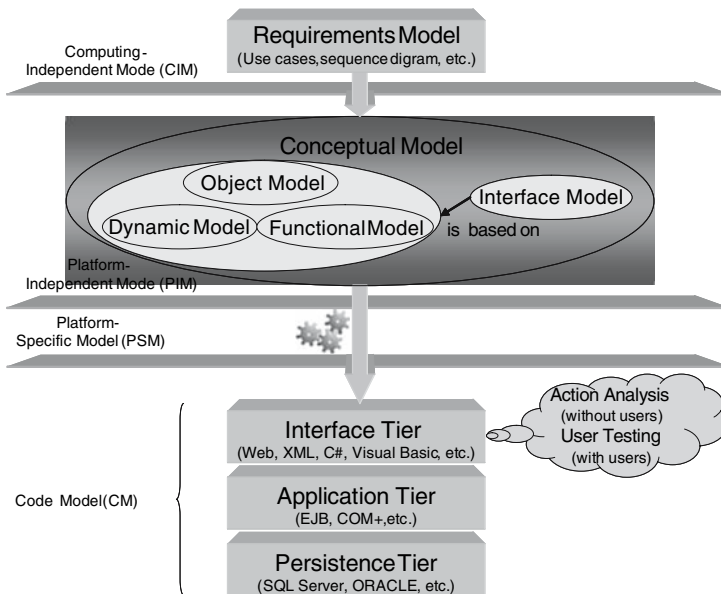 Requirements Model
(Use cases,sequence digram, etc.)
Computing-
Independent Mode (CIM)
Conceptual Model
Object Model
Interface Model
Dynamic Model
Functional Model
is based on
Platform-
Independent Mode (PIM)
Platform-
Specific Model (PSM)
Action Analysis
(without users)
User Testing
(with users)
Interface Tier
(Web, XML, C#, Visual Basic, etc.)
Application Tier
(EJB, COM+,etc.)
Code Model(CM)
Persistence Tier
(SQL Server, ORACLE, etc.)